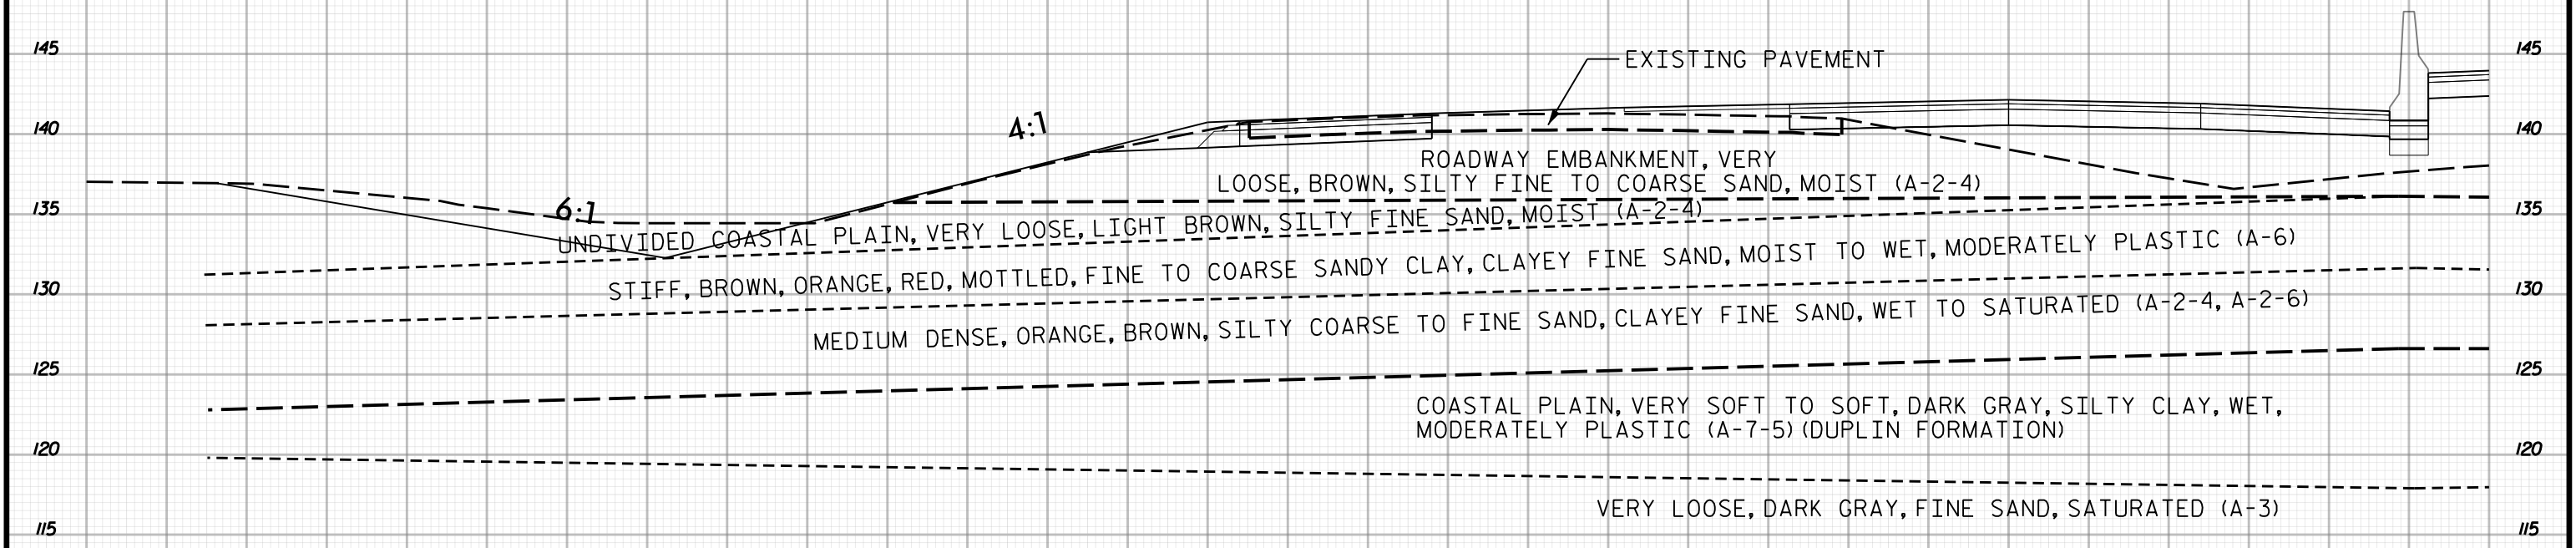 145 145
EXISTING PAVEMENT
4:1
140 140
ROADWAY EMBANKMENT, VERY
LOOSE, BROWN, SILTY FINE TO COARSE SAND, MOIST (A-2-4)
6:1
135 135
UNDIVIDED COASTAL PLAIN, VERY LOOSE, LIGHT BROWN, SILTY FINE SAND, MOIST (A-2-4)
STIFF, BROWN, ORANGE, RED, MOTTLED, FINE TO COARSE SANDY CLAY, CLAYEY FINE SAND, MOIST TO WET, MODERATELY PLASTIC (A-6)
130 130
MEDIUM DENSE, ORANGE, BROWN, SILTY COARSE TO FINE SAND, CLAYEY FINE SAND, WET TO SATURATED (A-2-4, A-2-6)
125 125
COASTAL PLAIN, VERY SOFT TO SOFT, DARK GRAY, SILTY CLAY, WET,
MODERATELY PLASTIC (A-7-5) (DUPLIN FORMATION)
120 120
VERY LOOSE, DARK GRAY, FINE SAND, SATURATED (A-3)
115 115